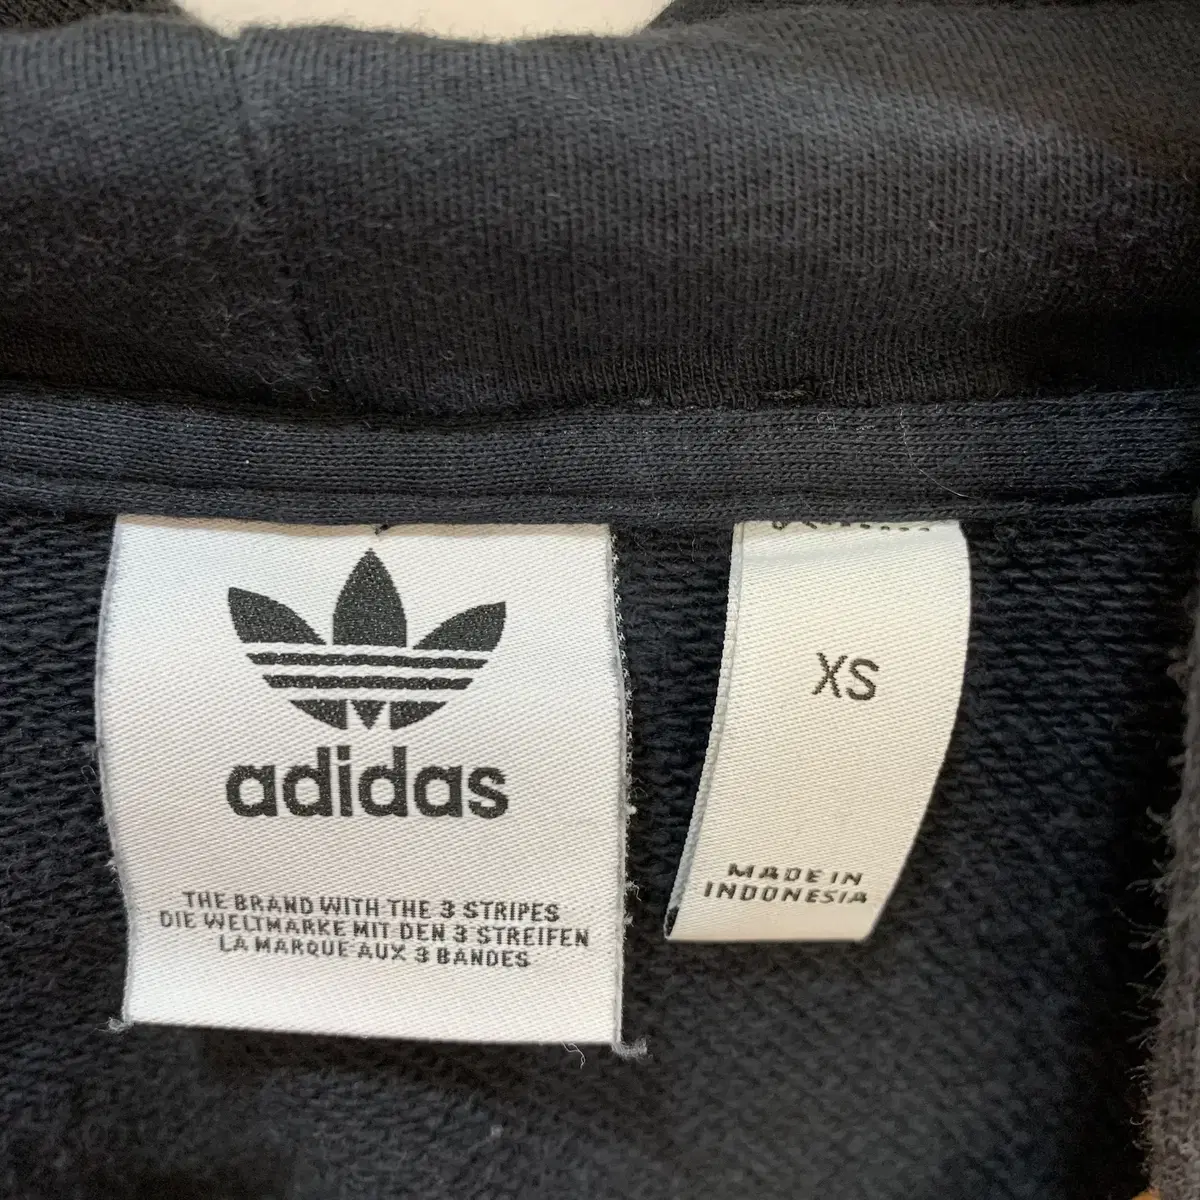 adidas
THE BRAND WITH THE 3 STRIPES
DIE WELTMARKE MIT DEN 3 STREIFEN
LA MARQUE AUX 3 BANDES
XS
MADE IN
INDONESIA